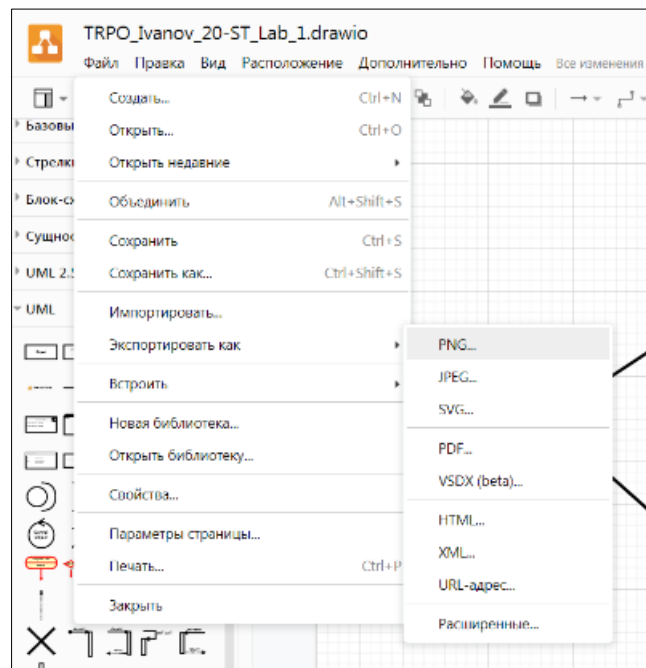 TRPO_Ivanov_20-ST_Lab_1.drawio
Файл Правка Вид Расположение Дополнительно Помощь Все изменения
Создать... Ctrl+N
Базовы
Открыть... Ctrl+O
Стрелк
Открыть недавние
Блок-сх
Объединить Alt+Shift+S
Сущнос
Сохранить Ctrl+S
UML 2.5
Сохранить как... Ctrl+Shift+S
UML
Импортировать...
Экспортировать как
PNG...
Встроить
JPEG...
SVG...
Новая библиотека...
PDF...
Открыть библиотеку...
VSDX (beta)...
Свойства...
HTML...
Параметры страницы...
XML...
Печать... Ctrl+P
URL-адрес...
Закрыть
Расширенные...